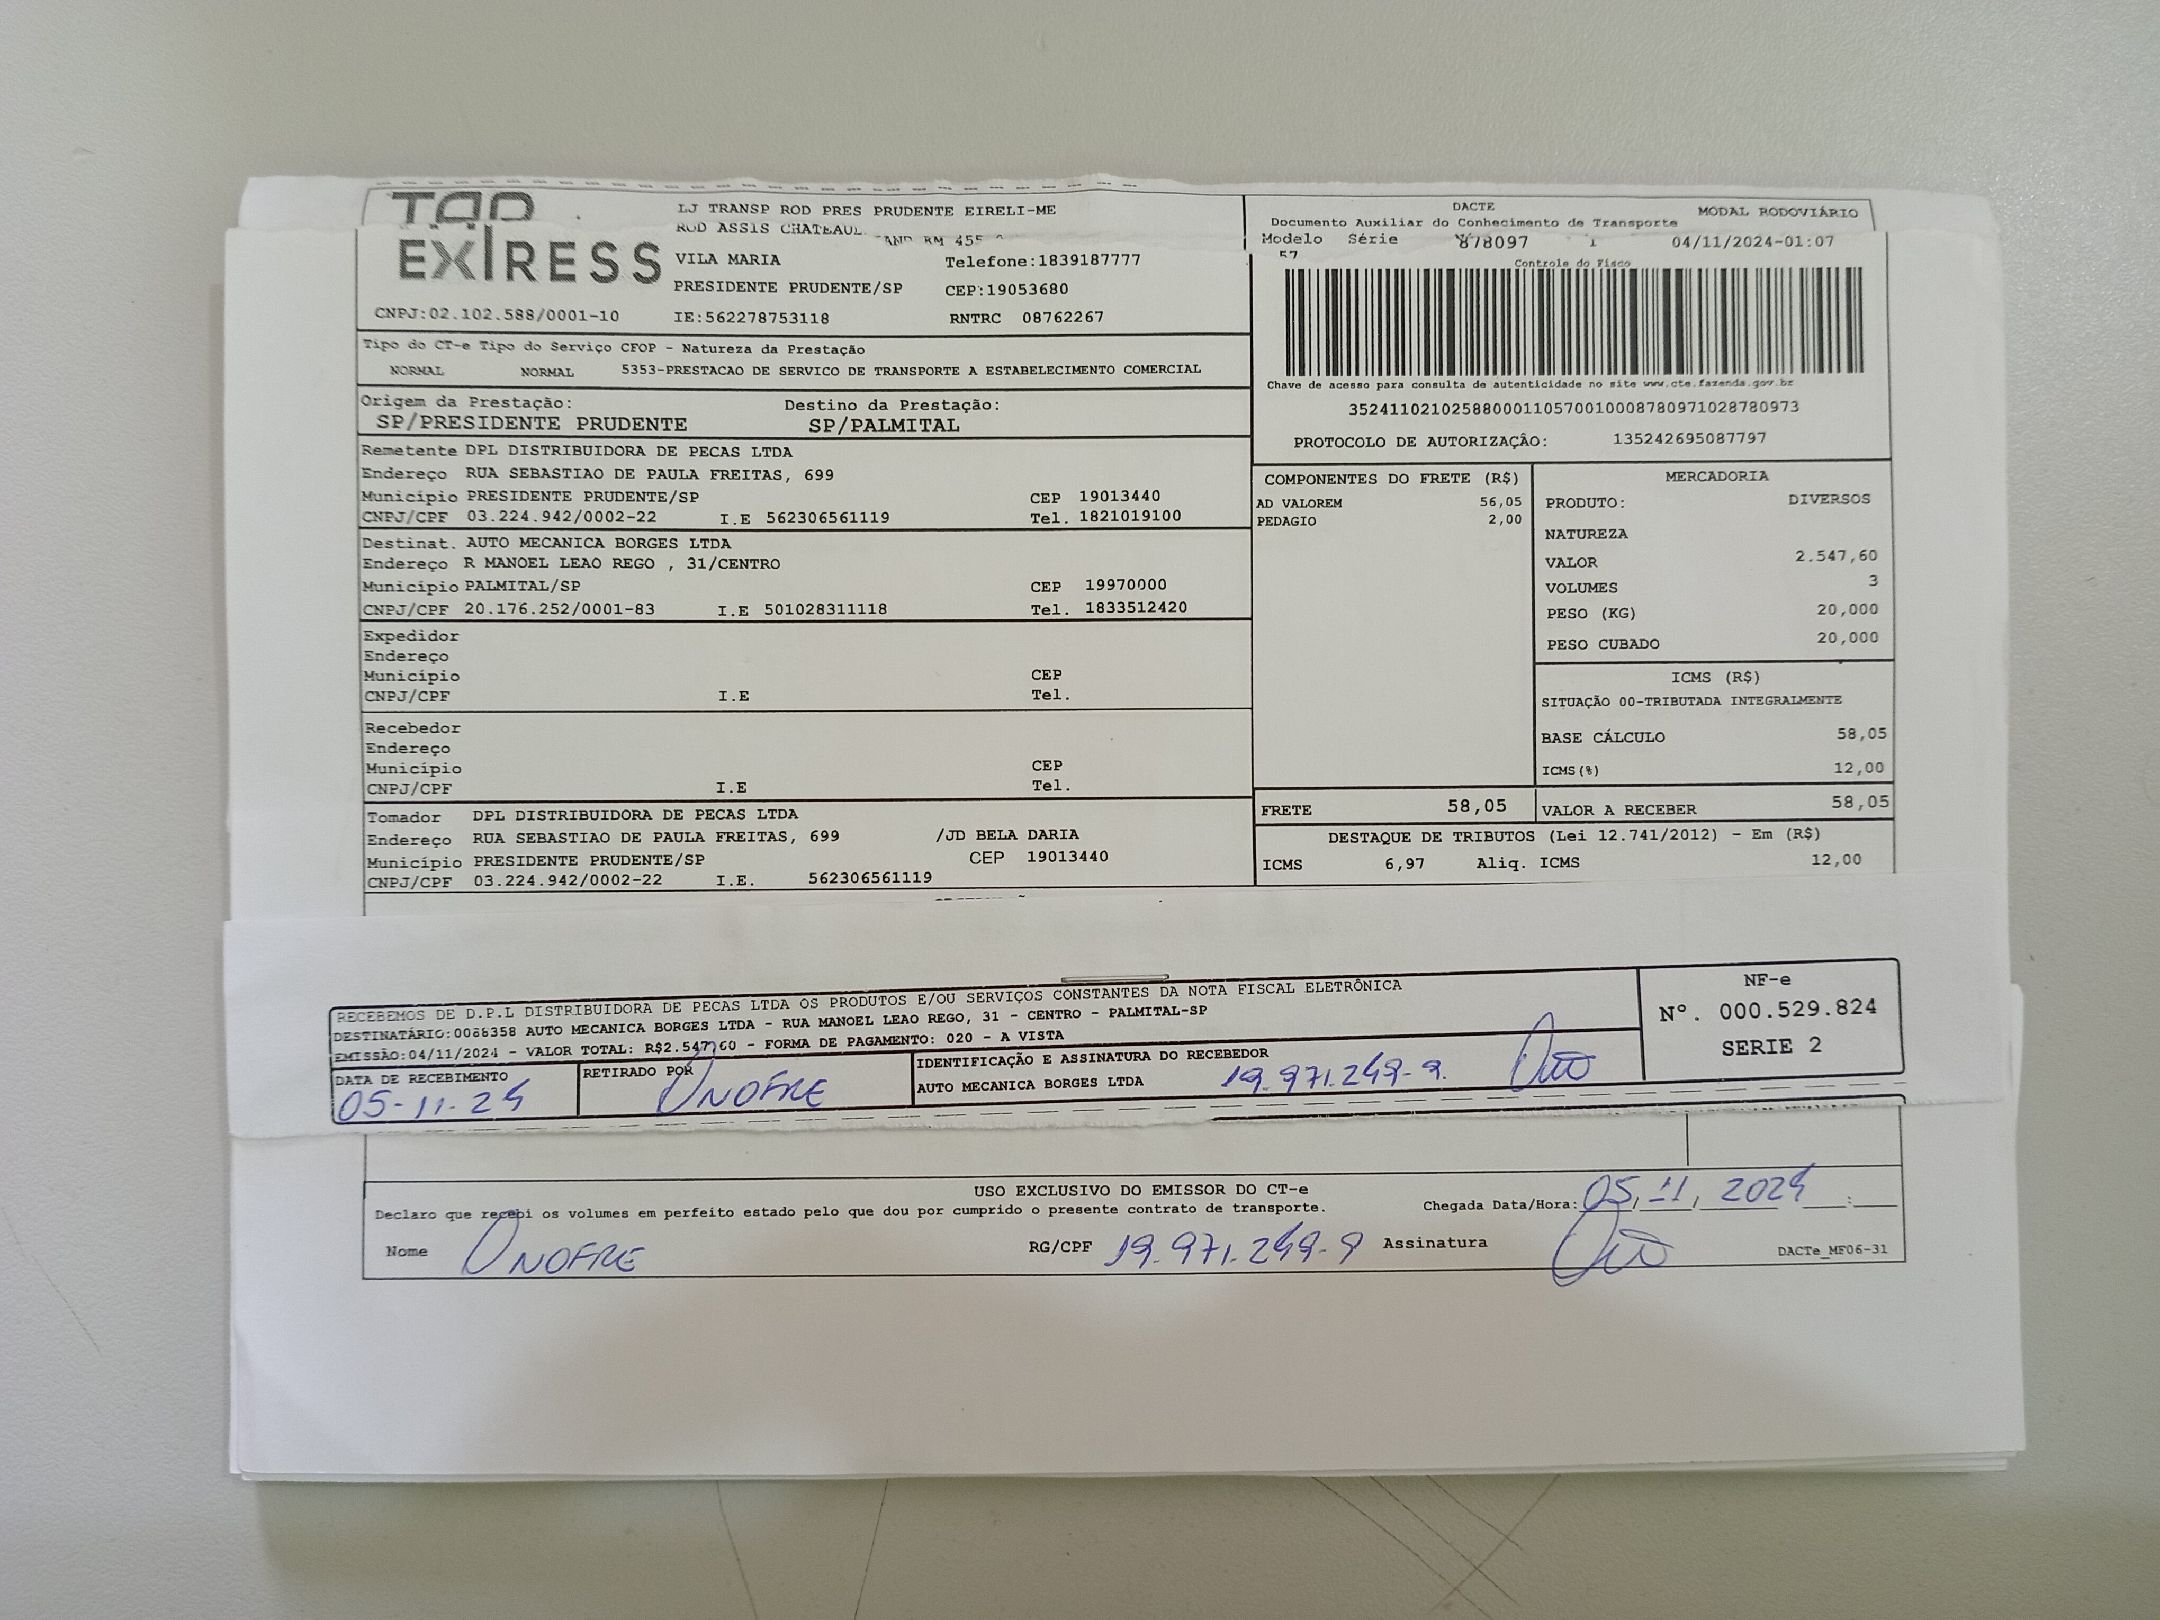 EXPRESS
LJ TRANSP ROD PRES PRUDENTE EIRELI-ME
ROD ASSIS CHATEAU
VILA MARIA Telefone:1839187777
PRESIDENTE PRUDENTE/SP CEP:19053680
CNPJ:02.102.588/0001-10 IE:562278753118 RNTRC 08762267
DACTE MODAL RODOVIÁRIO
Documento Auxiliar do Conhecimento de Transporte
Modelo Série 878097 1 04/11/2024-01:07
57 Controle do Fisco
Chave de acesso para consulta de autenticidade no site www.cte.fazenda.gov.br
35241102102588000110570010008780971028780973
PROTOCOLO DE AUTORIZAÇÃO: 135242695087797
Tipo do CT-e Tipo do Serviço CFOP - Natureza da Prestação
NORMAL NORMAL 5353-PRESTACAO DE SERVICO DE TRANSPORTE A ESTABELECIMENTO COMERCIAL
Origem da Prestação: Destino da Prestação:
SP/PRESIDENTE PRUDENTE SP/PALMITAL
Remetente DPL DISTRIBUIDORA DE PECAS LTDA
Endereço RUA SEBASTIAO DE PAULA FREITAS, 699
Município PRESIDENTE PRUDENTE/SP CEP 19013440
CNPJ/CPF 03.224.942/0002-22 I.E 562306561119 Tel. 1821019100
Destinat. AUTO MECANICA BORGES LTDA
Endereço R MANOEL LEAO REGO , 31/CENTRO
Município PALMITAL/SP CEP 19970000
CNPJ/CPF 20.176.252/0001-83 I.E 501028311118 Tel. 1833512420
Expedidor
Endereço
Município CEP
CNPJ/CPF I.E Tel.
Recebedor
Endereço
Município CEP
CNPJ/CPF I.E Tel.
Tomador DPL DISTRIBUIDORA DE PECAS LTDA
Endereço RUA SEBASTIAO DE PAULA FREITAS, 699 /JD BELA DARIA
Município PRESIDENTE PRUDENTE/SP CEP 19013440
CNPJ/CPF 03.224.942/0002-22 I.E. 562306561119
COMPONENTES DO FRETE (R$)
AD VALOREM 56,05
PEDAGIO 2,00
MERCADORIA
PRODUTO: DIVERSOS
NATUREZA
VALOR 2.547,60
VOLUMES 3
PESO (KG) 20,000
PESO CUBADO 20,000
ICMS (R$)
SITUAÇÃO 00-TRIBUTADA INTEGRALMENTE
BASE CÁLCULO 58,05
ICMS(%) 12,00
FRETE 58,05 VALOR A RECEBER 58,05
DESTAQUE DE TRIBUTOS (Lei 12.741/2012) - Em (R$)
ICMS 6,97 Aliq. ICMS 12,00
RECEBEMOS DE D.P.L DISTRIBUIDORA DE PECAS LTDA OS PRODUTOS E/OU SERVIÇOS CONSTANTES DA NOTA FISCAL ELETRÔNICA
DESTINATÁRIO:0088358 AUTO MECANICA BORGES LTDA - RUA MANOEL LEAO REGO, 31 - CENTRO - PALMITAL-SP
EMISSÃO:04/11/2024 - VALOR TOTAL: R$2.547,60 - FORMA DE PAGAMENTO: 020 - A VISTA
DATA DE RECEBIMENTO RETIRADO POR IDENTIFICAÇÃO E ASSINATURA DO RECEBEDOR
05-11-24 ONOFRE AUTO MECANICA BORGES LTDA 19.971.249-9
NF-e
Nº. 000.529.824
SERIE 2
USO EXCLUSIVO DO EMISSOR DO CT-e
Declaro que recebi os volumes em perfeito estado pelo que dou por cumprido o presente contrato de transporte. Chegada Data/Hora: 05, 11, 2024
Nome ONOFRE RG/CPF 19.971.249-9 Assinatura DACTe_MF06-31